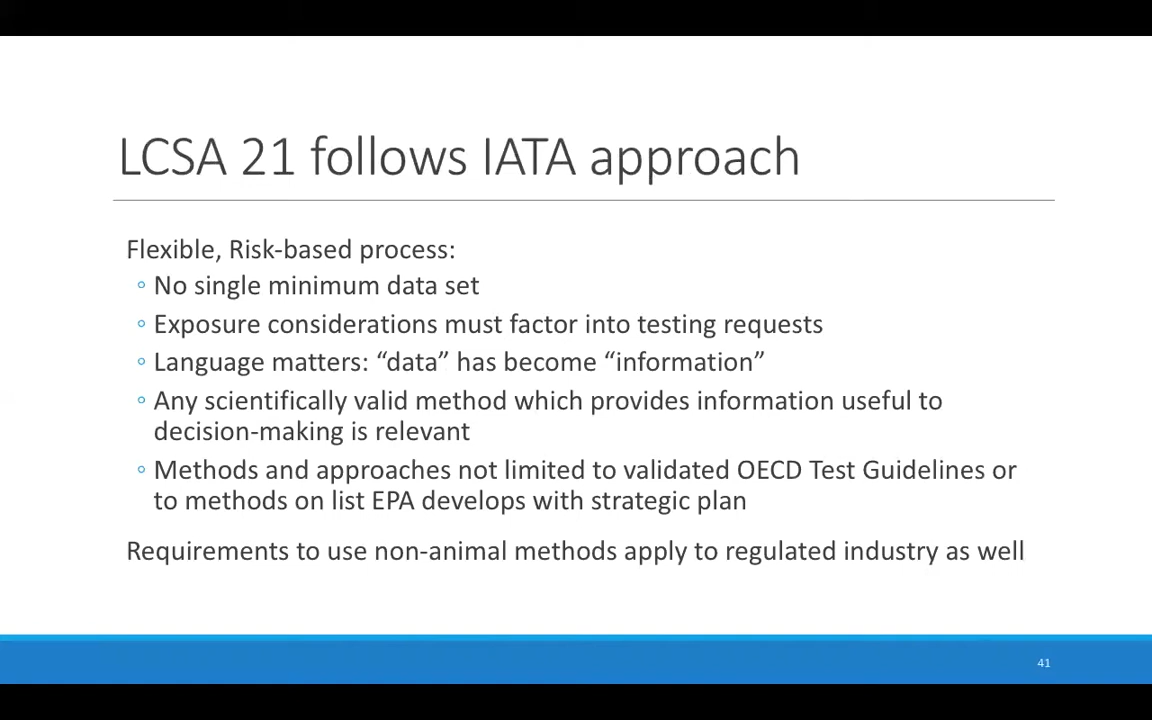 LCSA 21 follows IATA approach
Flexible, Risk-based process:
◦ No single minimum data set
◦ Exposure considerations must factor into testing requests
◦ Language matters: “data” has become “information”
◦ Any scientifically valid method which provides information useful to
decision-making is relevant
◦ Methods and approaches not limited to validated OECD Test Guidelines or
to methods on list EPA develops with strategic plan
Requirements to use non-animal methods apply to regulated industry as well
41